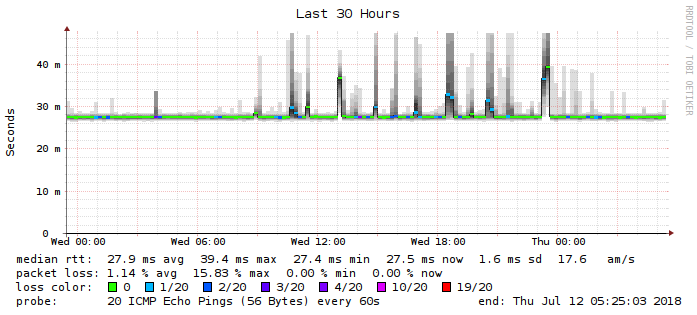 Last 30 Hours
RRDTOOL / TOBI OETIKER
Seconds
40 m
30 m
20 m
10 m
0
Wed 00:00 Wed 06:00 Wed 12:00 Wed 18:00 Thu 00:00
median rtt: 27.9 ms avg 39.4 ms max 27.4 ms min 27.5 ms now 1.6 ms sd 17.6 am/s
packet loss: 1.14 % avg 15.83 % max 0.00 % min 0.00 % now
loss color: 0 1/20 2/20 3/20 4/20 10/20 19/20
probe: 20 ICMP Echo Pings (56 Bytes) every 60s end: Thu Jul 12 05:25:03 2018